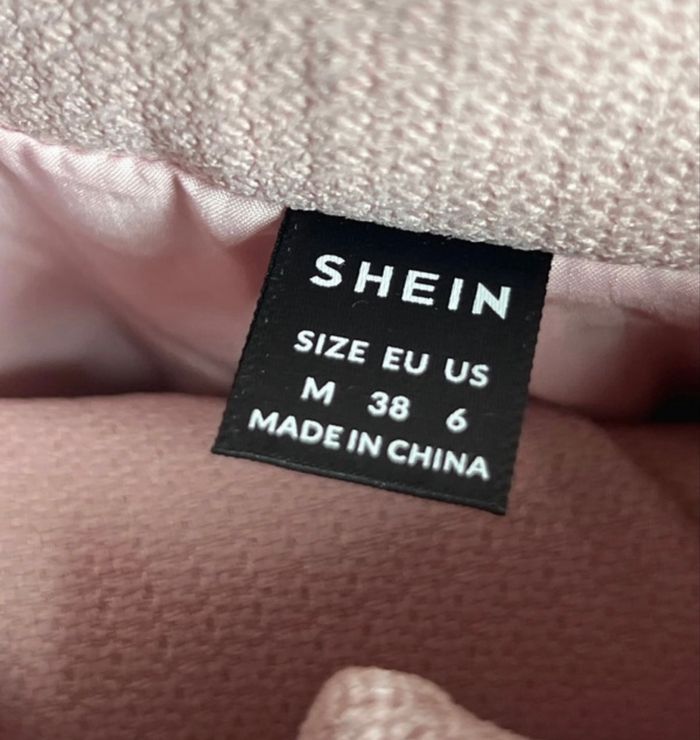 SHEIN
SIZE EU US
M 38 6
MADE IN CHINA